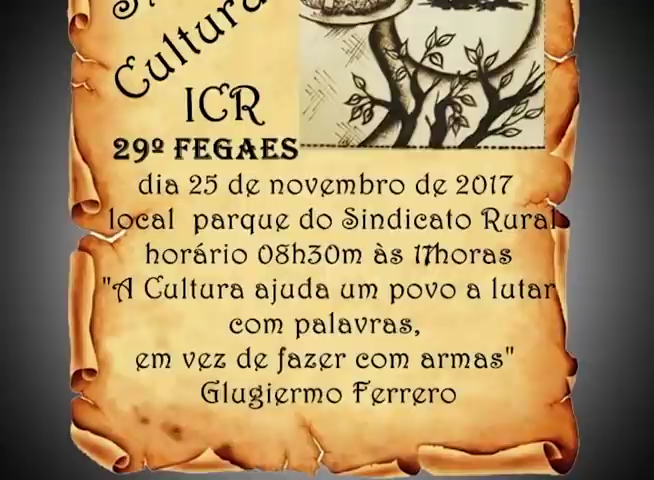 Cultural
ICR
29º FEGAES
dia 25 de novembro de 2017
local parque do Sindicato Rural
horário 08h30m às 17horas
"A Cultura ajuda um povo a lutar
com palavras,
em vez de fazer com armas"
Glugiermo Ferrero